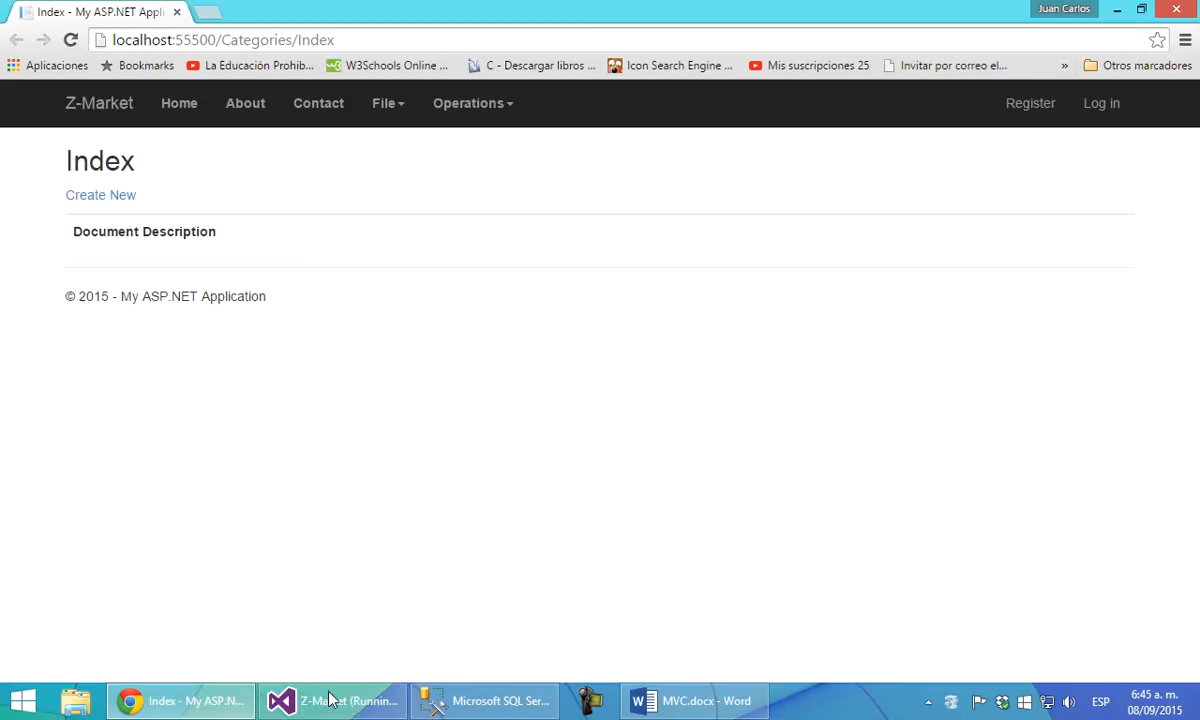 Index - My ASP.NET Appli
Juan Carlos
localhost:55500/Categories/Index
Aplicaciones
Bookmarks
La Educación Prohib...
W3Schools Online ...
C - Descargar libros ...
Icon Search Engine ...
Mis suscripciones 25
Invitar por correo el...
»
Otros marcadores
Z-Market
Home
About
Contact
File
Operations
Register
Log in
Index
Create New
Document Description
© 2015 - My ASP.NET Application
Index - My ASP.N...
Z-Market (Runnin...
Microsoft SQL Ser...
MVC.docx - Word
ESP
6:45 a. m.
08/09/2015